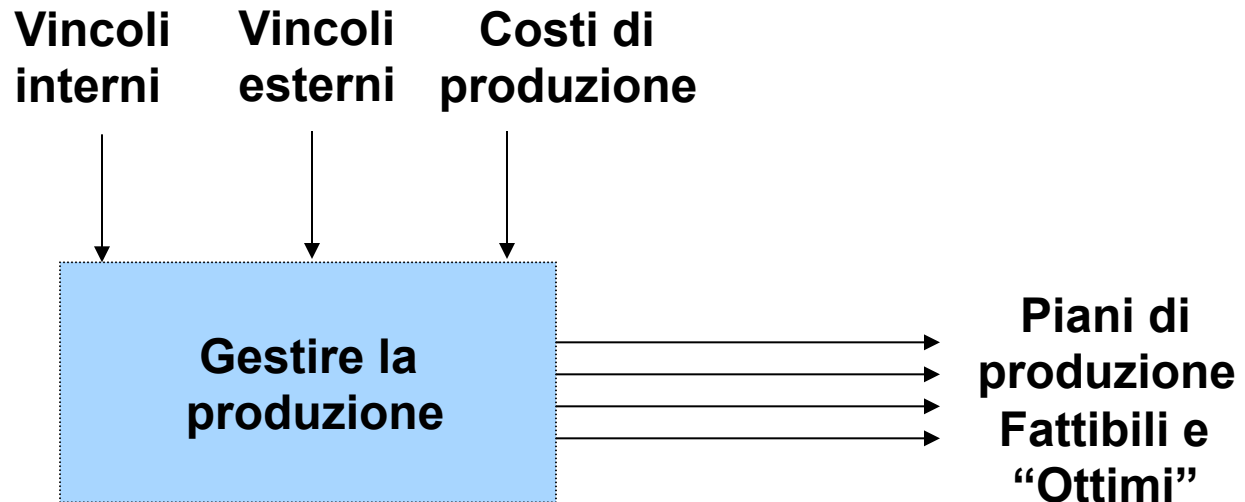 Vincoli
interni
Vincoli
esterni
Costi di
produzione
Gestire la
produzione
Piani di
produzione
Fattibili e
“Ottimi”